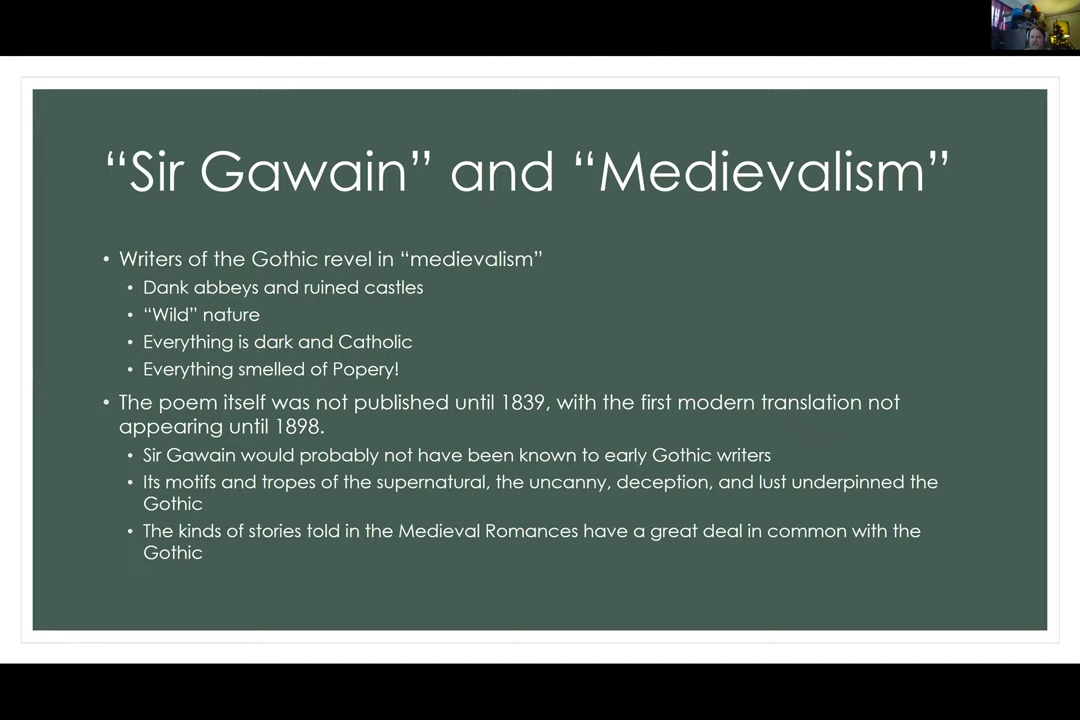 “Sir Gawain” and “Medievalism”
• Writers of the Gothic revel in “medievalism”
• Dank abbeys and ruined castles
• “Wild” nature
• Everything is dark and Catholic
• Everything smelled of Popery!
• The poem itself was not published until 1839, with the first modern translation not
appearing until 1898.
• Sir Gawain would probably not have been known to early Gothic writers
• Its motifs and tropes of the supernatural, the uncanny, deception, and lust underpinned the
Gothic
• The kinds of stories told in the Medieval Romances have a great deal in common with the
Gothic